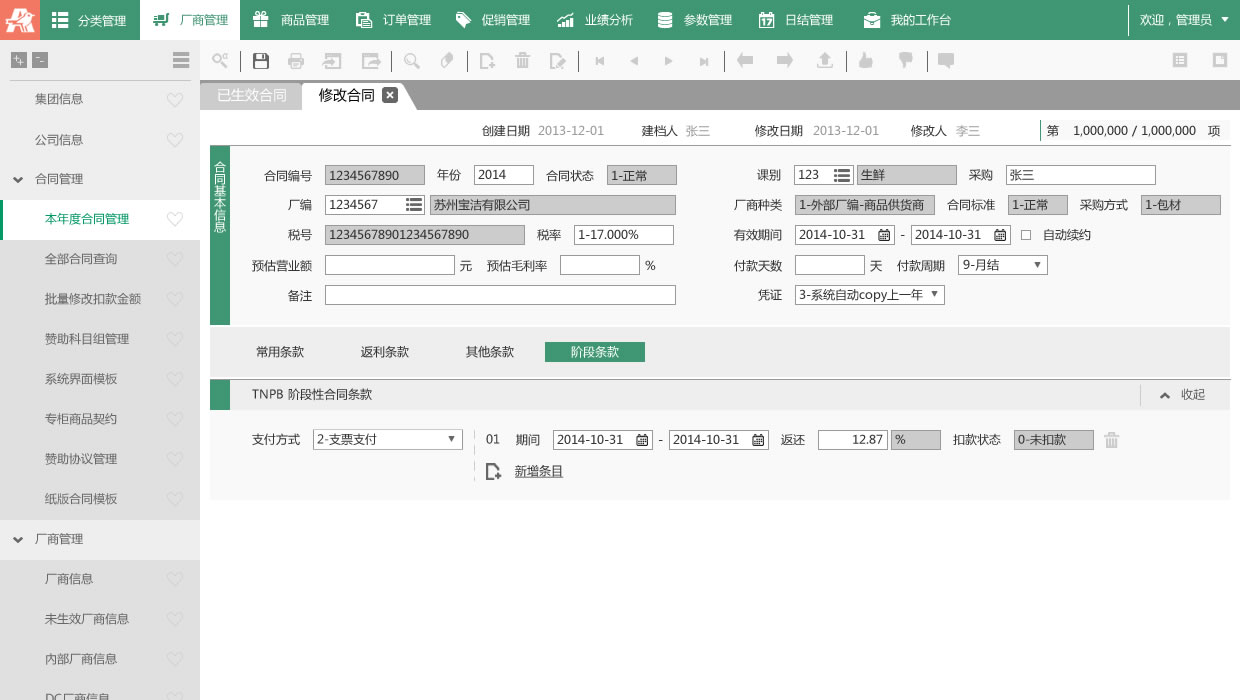 分类管理 厂商管理 商品管理 订单管理 促销管理 业绩分析 参数管理 日结管理 我的工作台 欢迎，管理员
集团信息
公司信息
合同管理
本年度合同管理
全部合同查询
批量修改扣款金额
赞助科目组管理
系统界面模板
专柜商品契约
赞助协议管理
纸版合同模板
厂商管理
厂商信息
未生效厂商信息
内部厂商信息
DC厂商信息
已生效合同 修改合同
创建日期 2013-12-01 建档人 张三 修改日期 2013-12-01 修改人 李三 第 1,000,000 / 1,000,000 项
合同基本信息
合同编号 1234567890 年份 2014 合同状态 1-正常 课别 123 生鲜 采购 张三
厂编 1234567 苏州宝洁有限公司 厂商种类 1-外部厂编-商品供货商 合同标准 1-正常 采购方式 1-包材
税号 12345678901234567890 税率 1-17.000% 有效期间 2014-10-31 - 2014-10-31 自动续约
预估营业额 元 预估毛利率 % 付款天数 天 付款周期 9-月结
备注 凭证 3-系统自动copy上一年
常用条款 返利条款 其他条款 阶段条款
TNPB 阶段性合同条款 收起
支付方式 2-支票支付 01 期间 2014-10-31 - 2014-10-31 返还 12.87 % 扣款状态 0-未扣款
新增条目